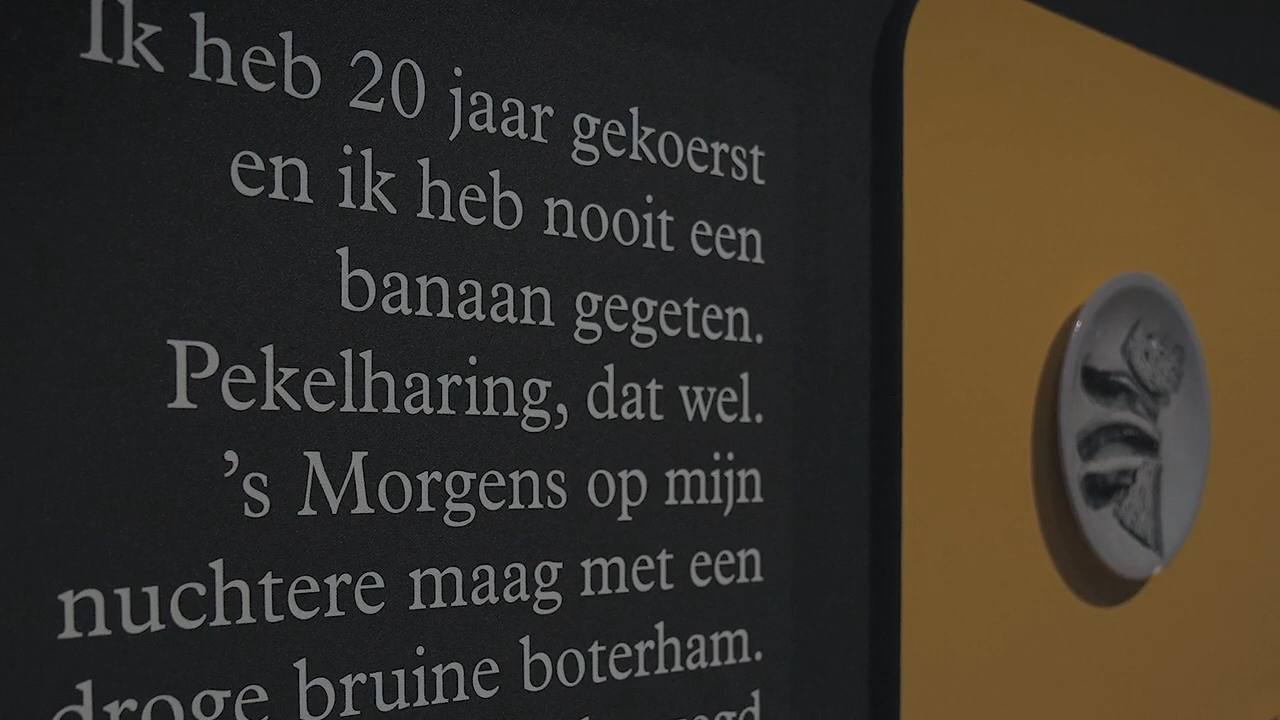 Ik heb 20 jaar gekoerst
en ik heb nooit een
banaan gegeten.
Pekelharing, dat wel.
’s Morgens op mijn
nuchtere maag met een
droge bruine boterham.